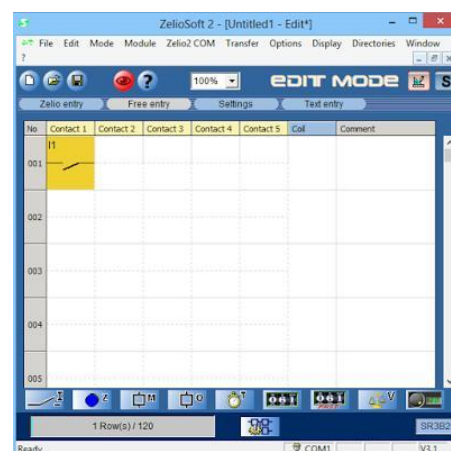 ZelioSoft 2 - [Untitled1 - Edit*]
File Edit Mode Module Zelio2 COM Transfer Options Display Directories Window
?
100% EDIT MODE S
Zelio entry Free entry Settings Text entry
No Contact 1 Contact 2 Contact 3 Contact 4 Contact 5 Coil Comment
I1
001
002
003
004
005
I Z M O T V
1 Row(s) / 120 SR3B2
Ready COM1 V3.1